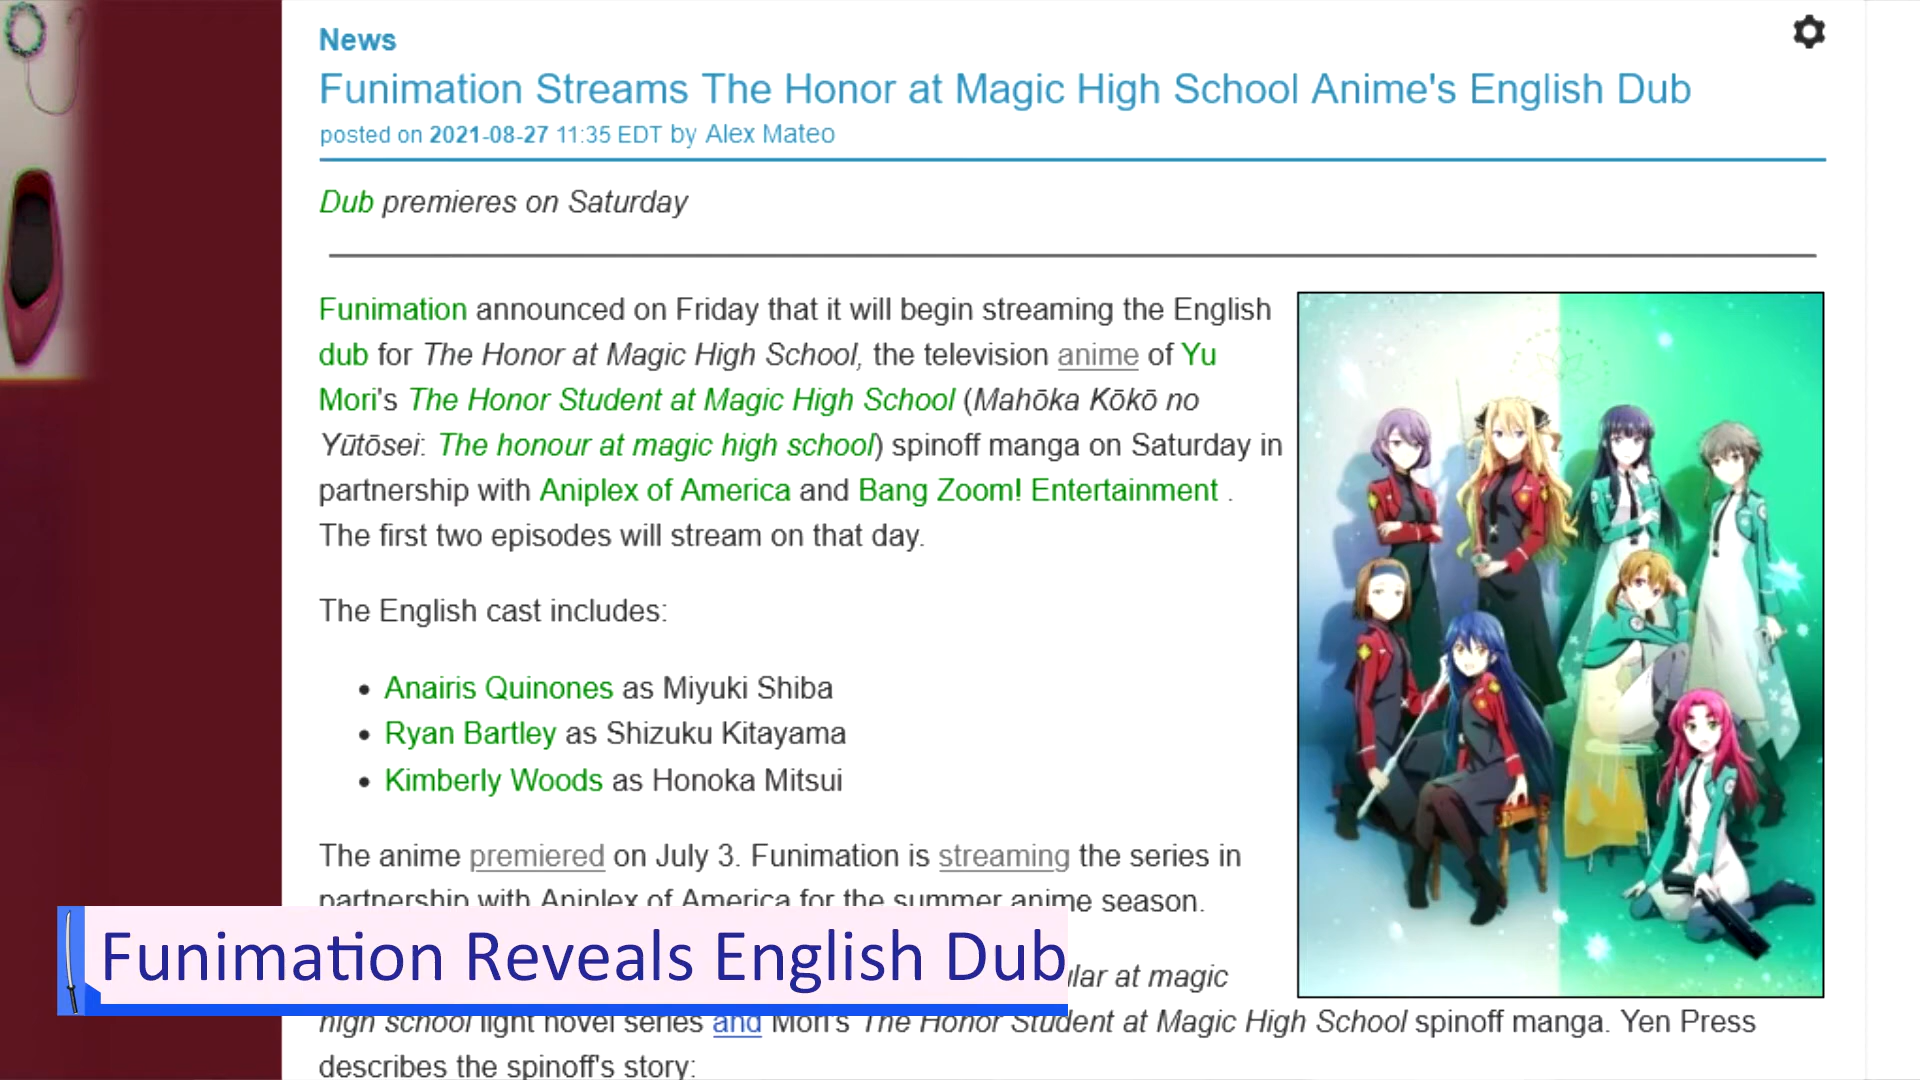 News
Funimation Streams The Honor at Magic High School Anime's English Dub
posted on 2021-08-27 11:35 EDT by Alex Mateo
Dub premieres on Saturday
Funimation announced on Friday that it will begin streaming the English
dub for The Honor at Magic High School, the television anime of Yu
Mori's The Honor Student at Magic High School (Mahōka Kōkō no
Yūtōsei: The honour at magic high school) spinoff manga on Saturday in
partnership with Aniplex of America and Bang Zoom! Entertainment .
The first two episodes will stream on that day.
The English cast includes:
• Anairis Quinones as Miyuki Shiba
• Ryan Bartley as Shizuku Kitayama
• Kimberly Woods as Honoka Mitsui
The anime premiered on July 3. Funimation is streaming the series in
partnership with Aniplex of America for the summer anime season.
Funimation Reveals English Dub
at magic
high school light novel series and Mori's The Honor Student at Magic High School spinoff manga. Yen Press
describes the spinoff's story: